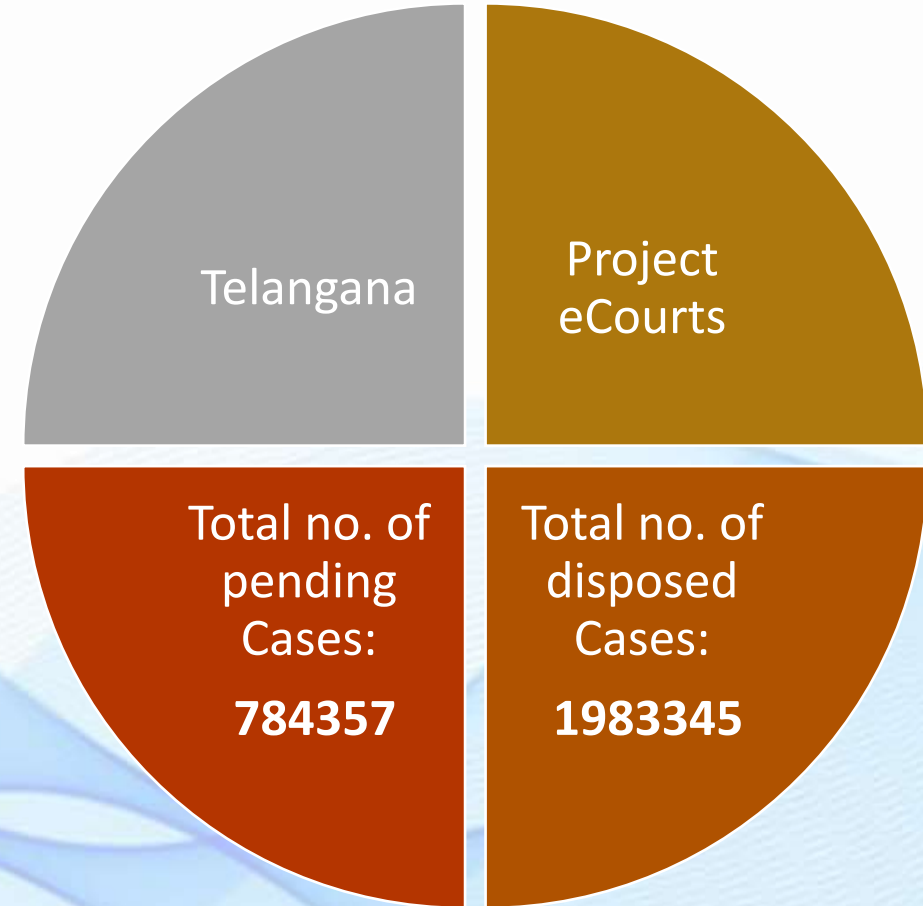 Telangana
Project
eCourts
Total no. of
pending
Cases:
784357
Total no. of
disposed
Cases:
1983345